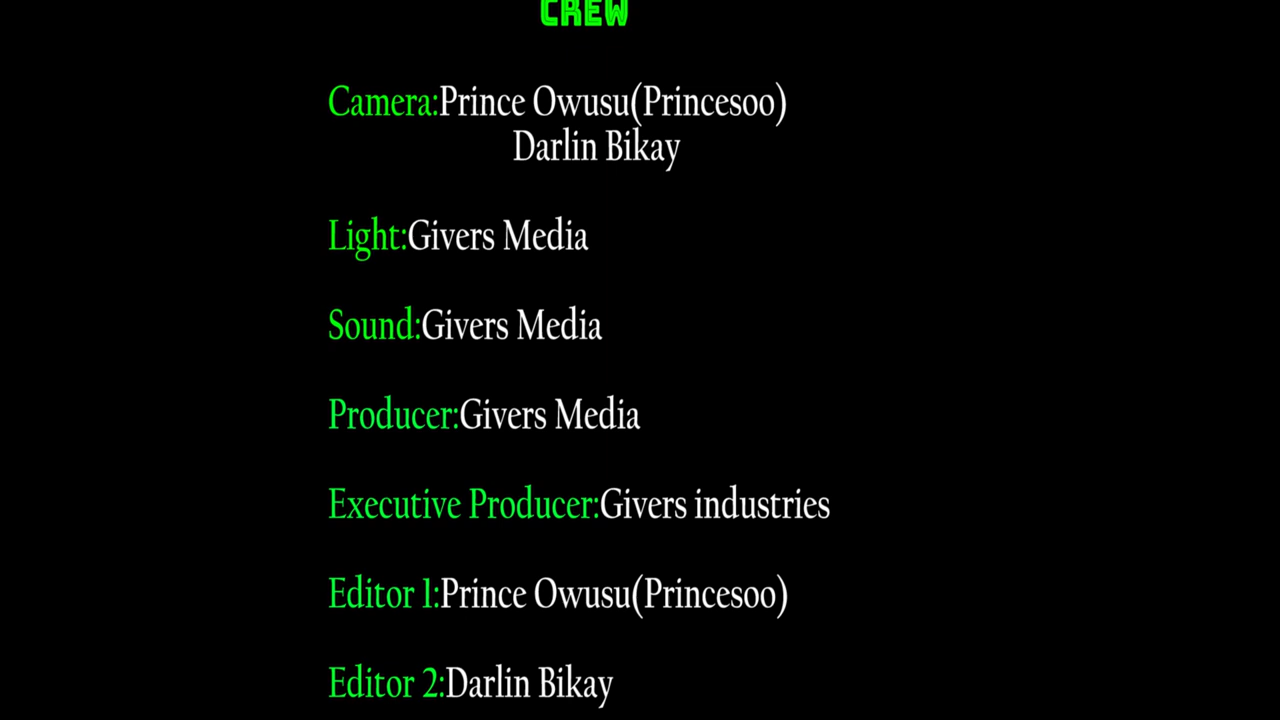 CREW
Camera:Prince Owusu(Princesoo)
Darlin Bikay
Light:Givers Media
Sound:Givers Media
Producer:Givers Media
Executive Producer:Givers industries
Editor 1:Prince Owusu(Princesoo)
Editor 2:Darlin Bikay